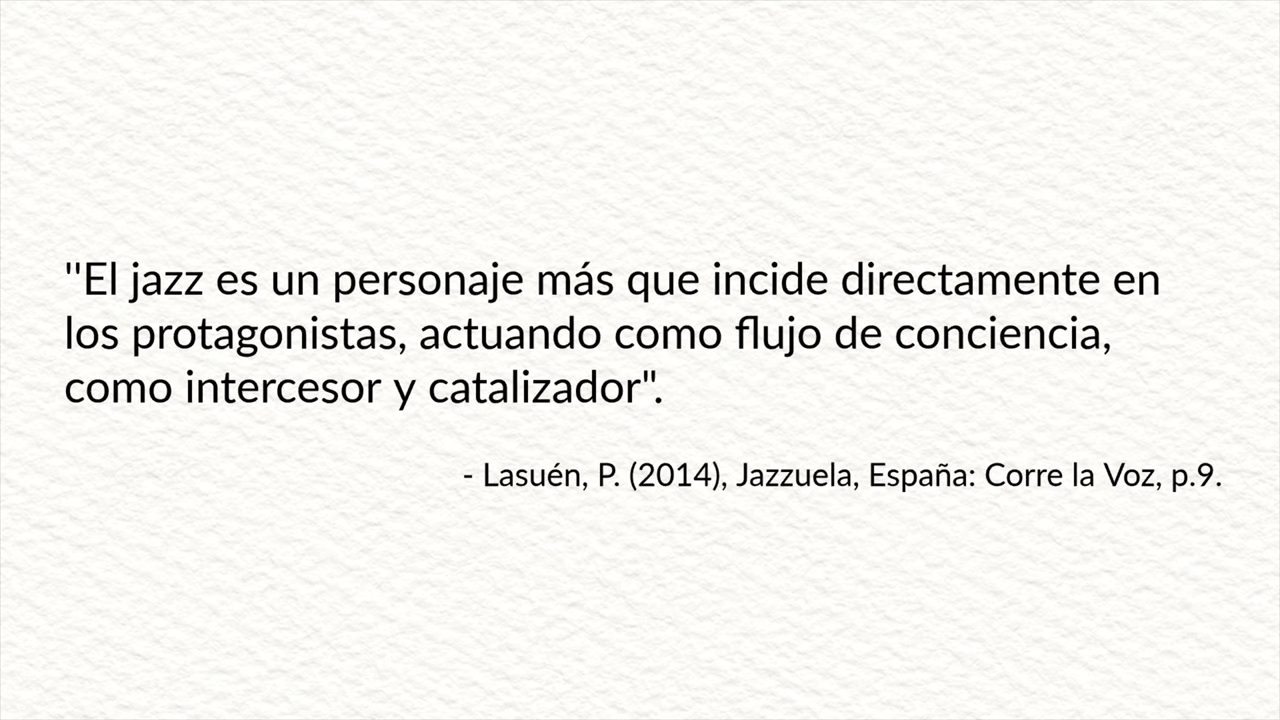 "El jazz es un personaje más que incide directamente en
los protagonistas, actuando como flujo de conciencia,
como intercesor y catalizador".
- Lasuén, P. (2014), Jazzuela, España: Corre la Voz, p.9.